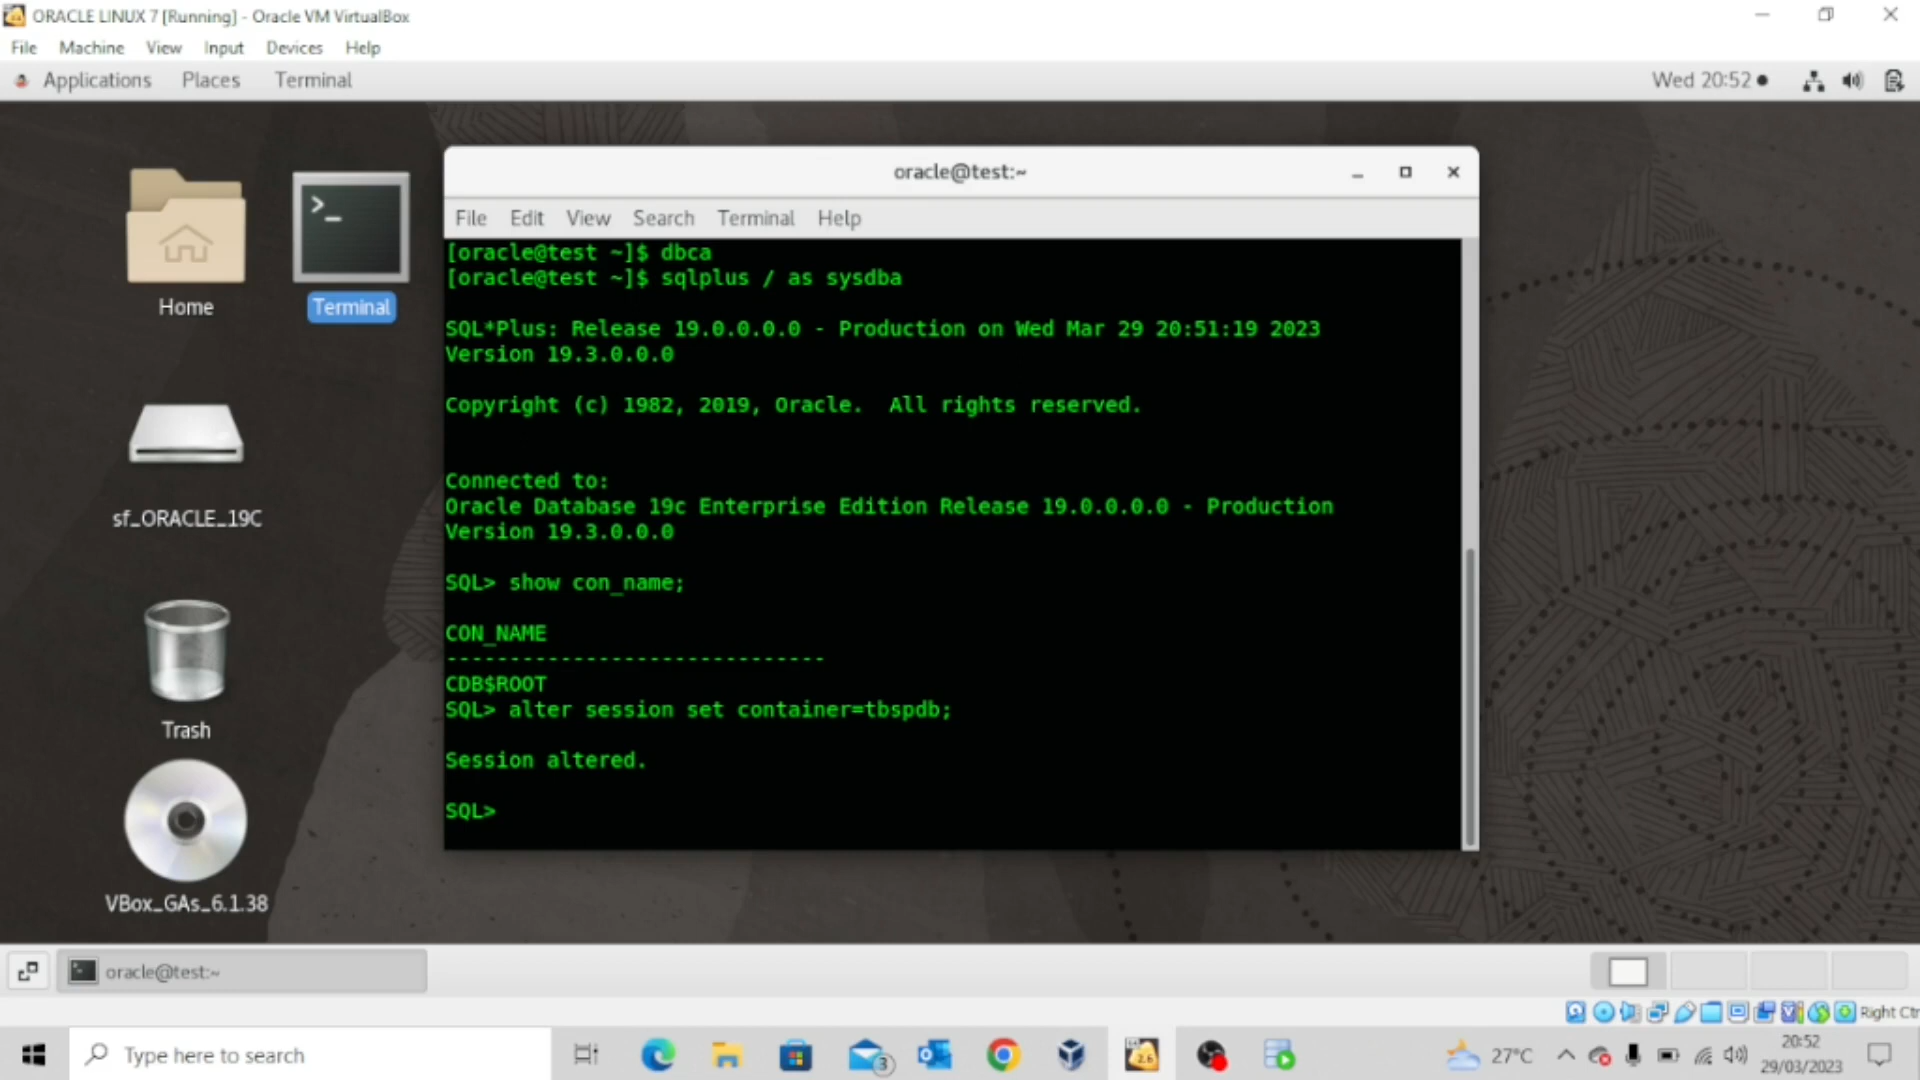 ORACLE LINUX 7 [Running] - Oracle VM VirtualBox
File Machine View Input Devices Help
Applications Places Terminal Wed 20:52
oracle@test:~
File Edit View Search Terminal Help
[oracle@test ~]$ dbca
[oracle@test ~]$ sqlplus / as sysdba
SQL*Plus: Release 19.0.0.0.0 - Production on Wed Mar 29 20:51:19 2023
Version 19.3.0.0.0
Copyright (c) 1982, 2019, Oracle.  All rights reserved.
Connected to:
Oracle Database 19c Enterprise Edition Release 19.0.0.0.0 - Production
Version 19.3.0.0.0
SQL> show con_name;
CON_NAME
------------------------------
CDB$ROOT
SQL> alter session set container=tbspdb;
Session altered.
SQL>
Home
Terminal
sf_ORACLE_19C
Trash
VBox_GAs_6.1.38
oracle@test:~
Right Ctr
Type here to search
3
2.6
27°C
20:52
29/03/2023